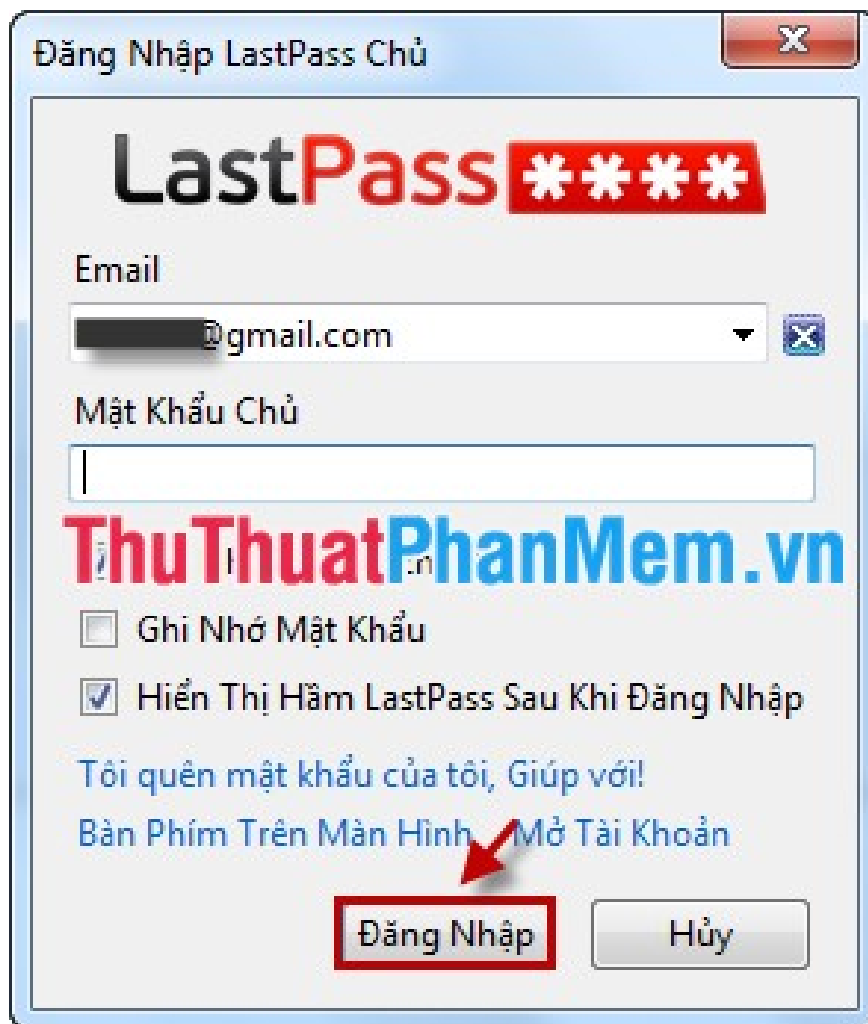 Đăng Nhập LastPass Chủ
LastPass ****
Email
@gmail.com
Mật Khẩu Chủ
ThuThuatPhanMem.vn
Ghi Nhớ Mật Khẩu
Hiển Thị Hầm LastPass Sau Khi Đăng Nhập
Tôi quên mật khẩu của tôi, Giúp với!
Bàn Phím Trên Màn Hình Mở Tài Khoản
Đăng Nhập Hủy